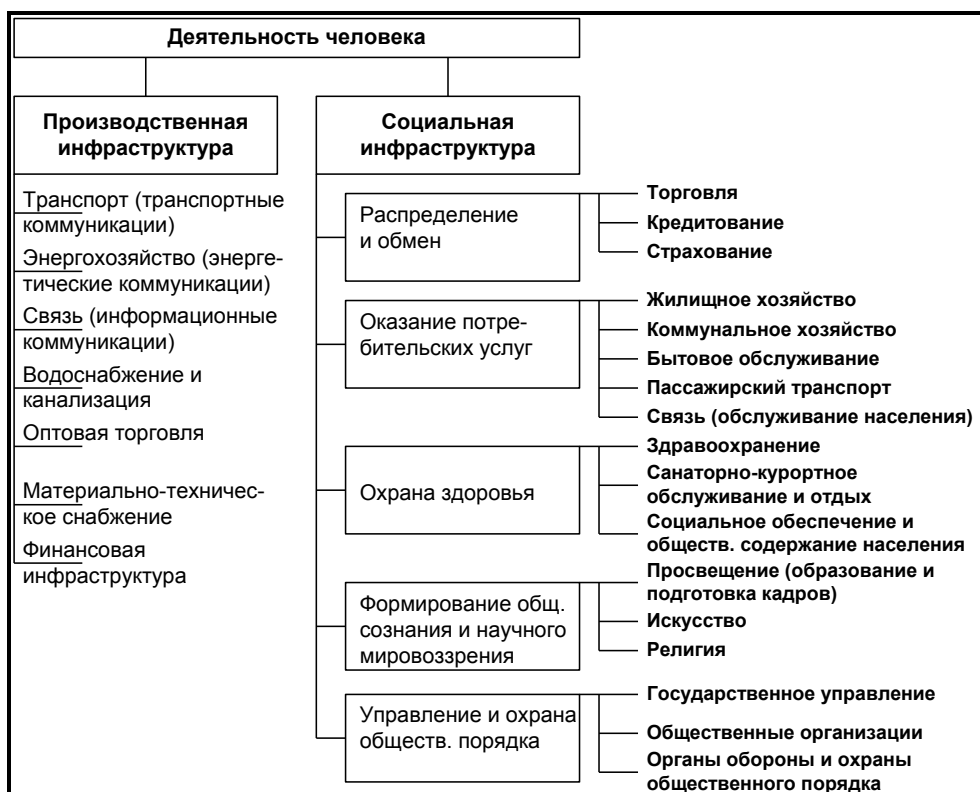 Деятельность человека
Производственная
инфраструктура
Транспорт (транспортные
коммуникации)
Энергохозяйство (энерге-
тические коммуникации)
Связь (информационные
коммуникации)
Водоснабжение и
канализация
Оптовая торговля
Материально-техничес-
кое снабжение
Финансовая
инфраструктура
Социальная
инфраструктура
Распределение
и обмен
Торговля
Кредитование
Страхование
Оказание потре-
бительских услуг
Жилищное хозяйство
Коммунальное хозяйство
Бытовое обслуживание
Пассажирский транспорт
Связь (обслуживание населения)
Охрана здоровья
Здравоохранение
Санаторно-курортное
обслуживание и отдых
Социальное обеспечение и
обществ. содержание населения
Формирование общ.
сознания и научного
мировоззрения
Просвещение (образование и
подготовка кадров)
Искусство
Религия
Управление и охрана
обществ. порядка
Государственное управление
Общественные организации
Органы обороны и охраны
общественного порядка